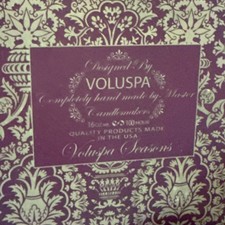 Designed By
VOLUSPA
Completely hand made by Master
Candlemakers
QUALITY PRODUCTS MADE
IN THE USA
Voluspa Seasons